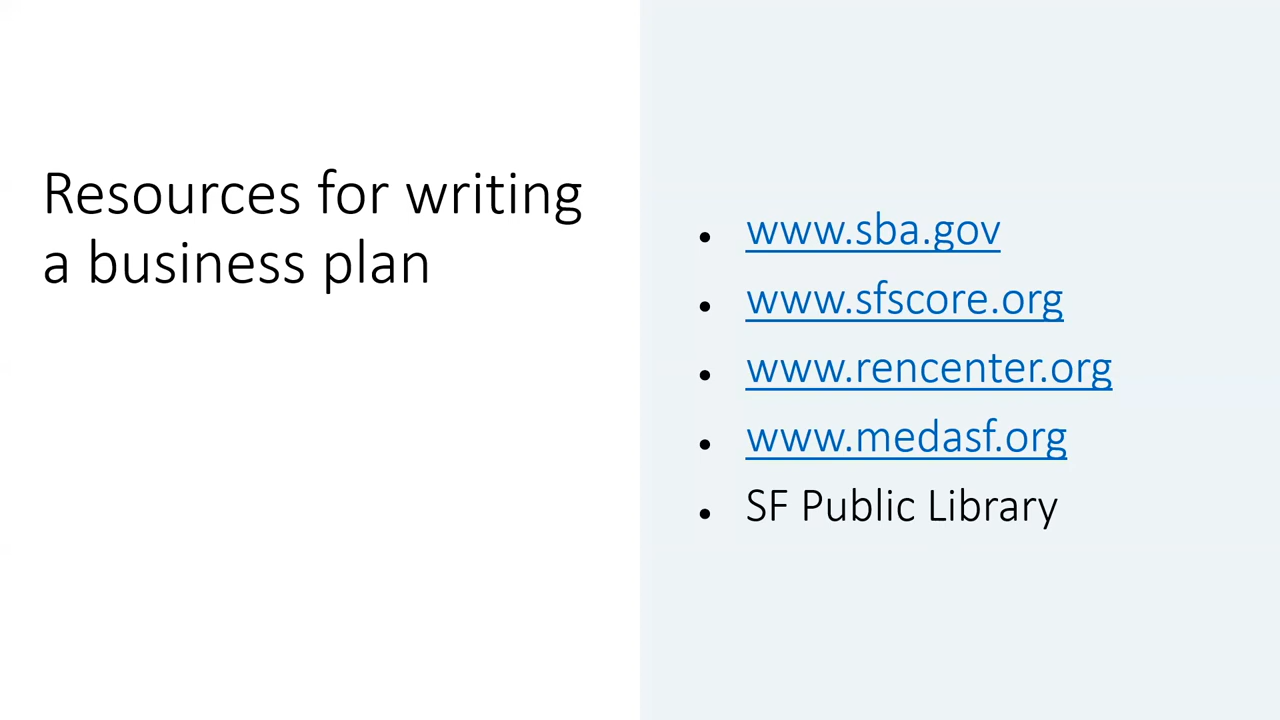 Resources for writing
a business plan
• www.sba.gov
• www.sfscore.org
• www.rencenter.org
• www.medasf.org
• SF Public Library